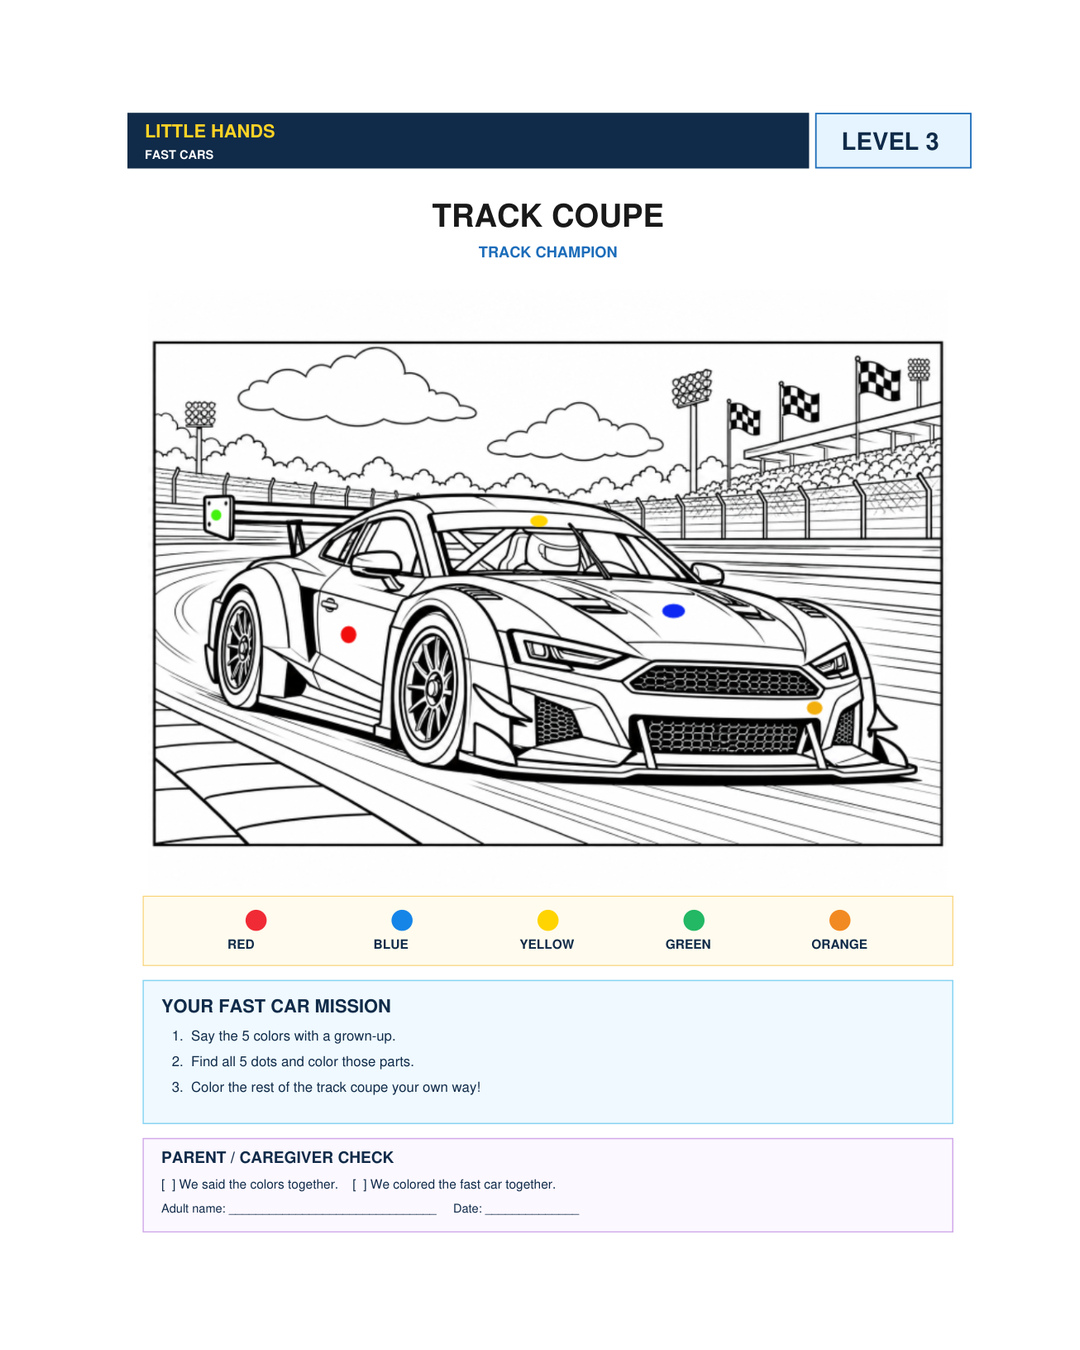 LITTLE HANDS
FAST CARS
LEVEL 3
TRACK COUPE
TRACK CHAMPION
RED BLUE YELLOW GREEN ORANGE
YOUR FAST CAR MISSION
1. Say the 5 colors with a grown-up.
2. Find all 5 dots and color those parts.
3. Color the rest of the track coupe your own way!
PARENT / CAREGIVER CHECK
[ ] We said the colors together. [ ] We colored the fast car together.
Adult name: ______________________________ Date: ______________